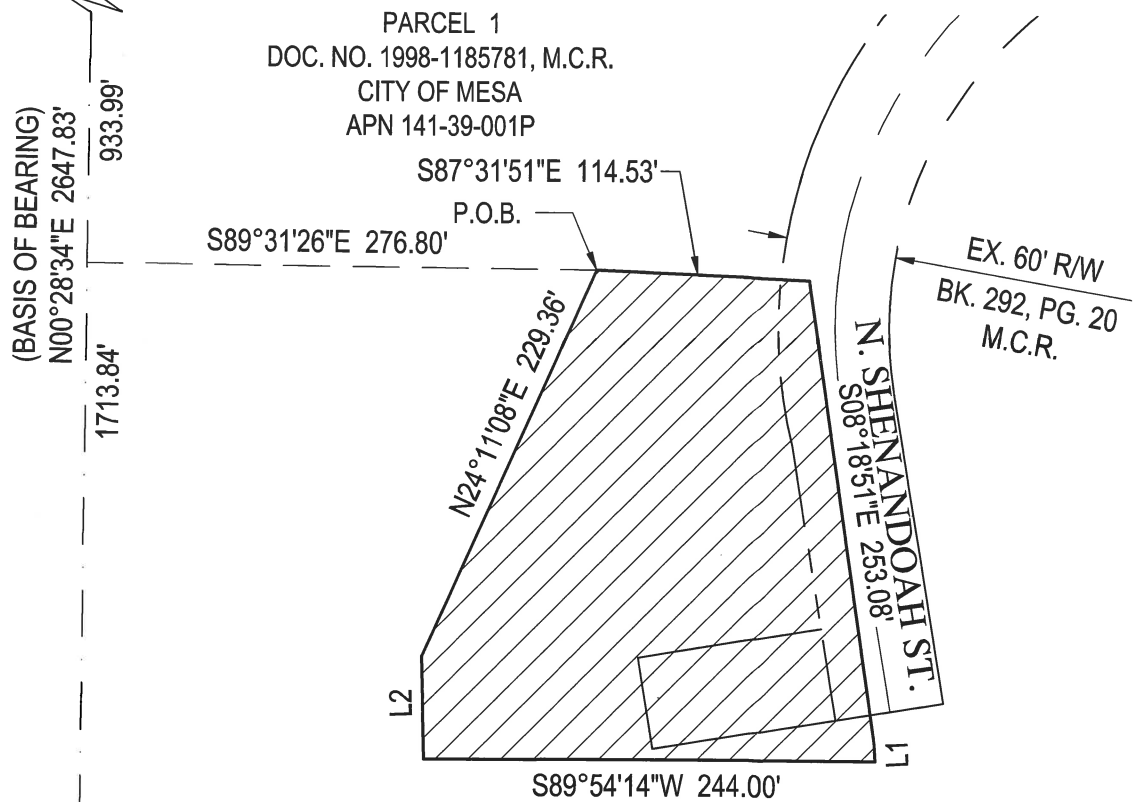 PARCEL 1
DOC. NO. 1998-1185781, M.C.R.
CITY OF MESA
APN 141-39-001P
(BASIS OF BEARING)
N00°28'34"E 2647.83'
933.99'
1713.84'
S87°31'51"E 114.53'
P.O.B.
S89°31'26"E 276.80'
EX. 60' R/W
BK. 292, PG. 20
M.C.R.
N24°11'08"E 229.36'
N. SHENANDOAH ST.
S08°18'51"E 253.08'
L2
L1
S89°54'14"W 244.00'